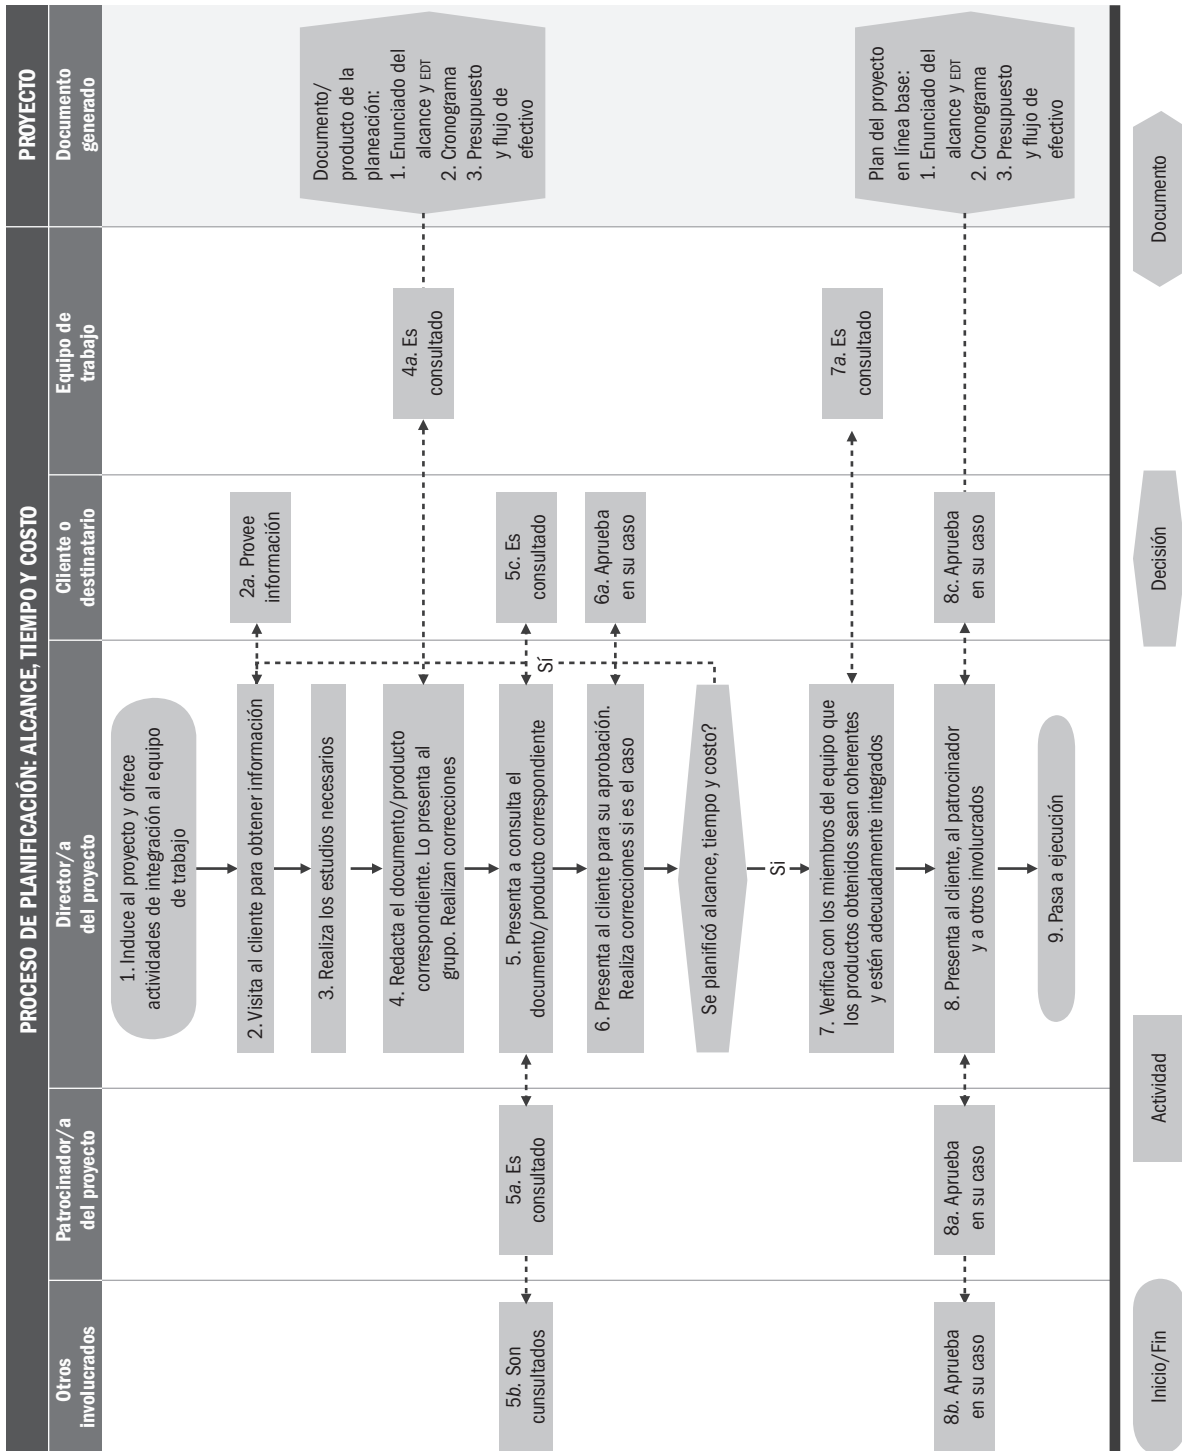 PROCESO DE PLANIFICACIÓN: ALCANCE, TIEMPO Y COSTO
PROYECTO
Otros
involucrados
Patrocinador/a
del proyecto
Director/a
del proyecto
Cliente o
destinatario
Equipo de
trabajo
Documento
generado
1. Induce al proyecto y ofrece
actividades de integración al equipo
de trabajo
2. Visita al cliente para obtener información
2a. Provee
información
3. Realiza los estudios necesarios
4. Redacta el documento/producto
correspondiente. Lo presenta al
grupo. Realizan correcciones
4a. Es
consultado
Documento/
producto de la
planeación:
1. Enunciado del
alcance y EDT
2. Cronograma
3. Presupuesto
y flujo de
efectivo
5b. Son
cunsultados
5a. Es
consultado
5. Presenta a consulta el
documento/producto correspondiente
5c. Es
consultado
6. Presenta al cliente para su aprobación.
Realiza correcciones si es el caso
6a. Aprueba
en su caso
Sí
Se planificó alcance, tiempo y costo?
Si
7. Verifica con los miembros del equipo que
los productos obtenidos sean coherentes
y estén adecuadamente integrados
7a. Es
consultado
8b. Aprueba
en su caso
8a. Aprueba
en su caso
8. Presenta al cliente, al patrocinador
y a otros involucrados
8c. Aprueba
en su caso
Plan del proyecto
en línea base:
1. Enunciado del
alcance y EDT
2. Cronograma
3. Presupuesto
y flujo de
efectivo
9. Pasa a ejecución
Inicio/Fin
Actividad
Decisión
Documento